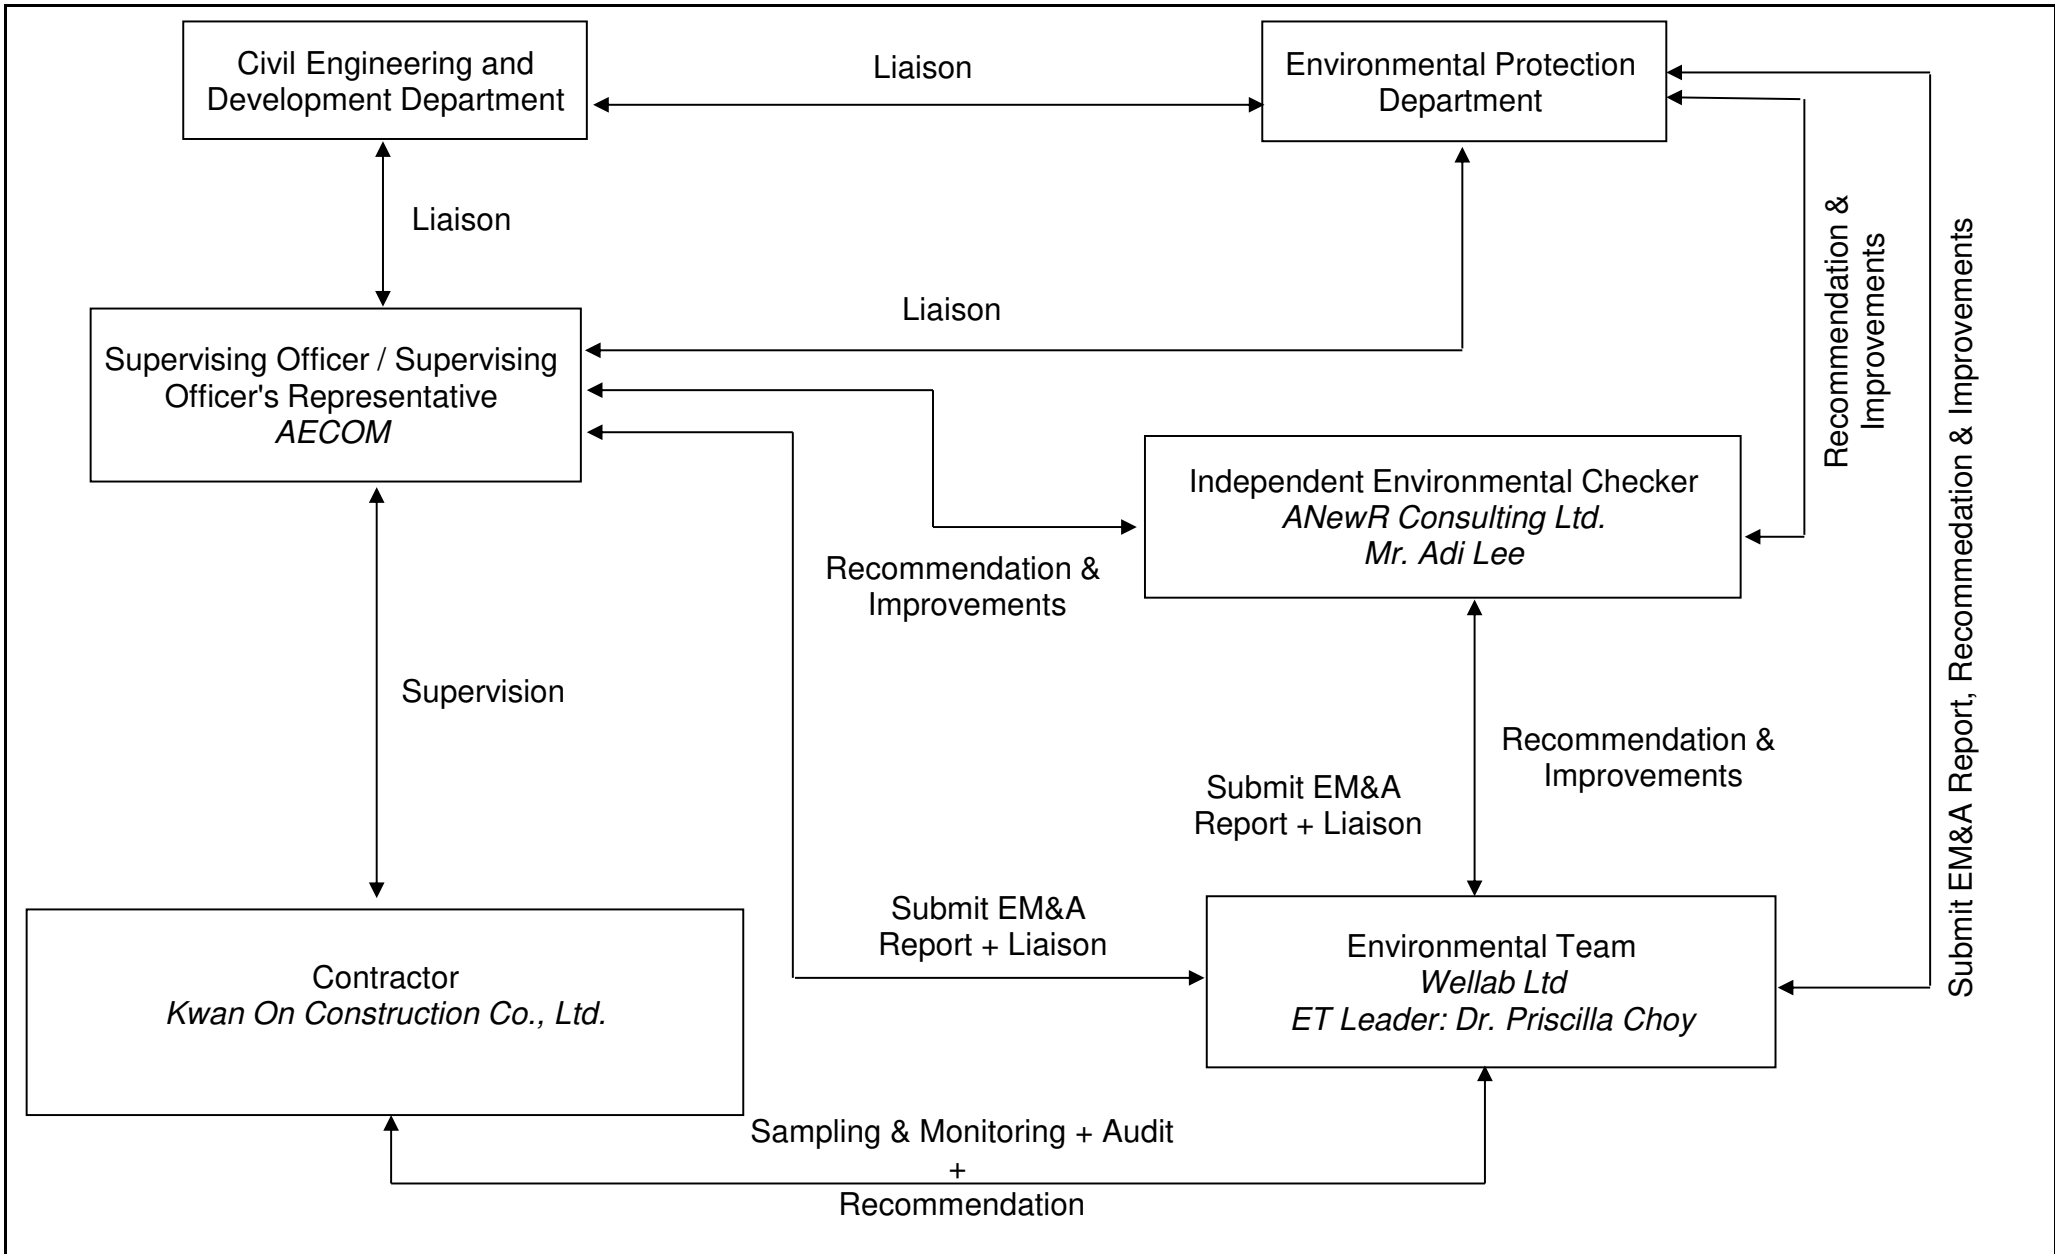 Civil Engineering and
Development Department
Liaison
Environmental Protection
Department
Liaison
Liaison
Recommendation &
Improvements
Submit EM&A Report, Recommedation & Improvements
Supervising Officer / Supervising
Officer's Representative
AECOM
Independent Environmental Checker
ANewR Consulting Ltd.
Mr. Adi Lee
Recommendation &
Improvements
Supervision
Recommendation &
Improvements
Submit EM&A
Report + Liaison
Submit EM&A
Report + Liaison
Contractor
Kwan On Construction Co., Ltd.
Environmental Team
Wellab Ltd
ET Leader: Dr. Priscilla Choy
Sampling & Monitoring + Audit
+
Recommendation